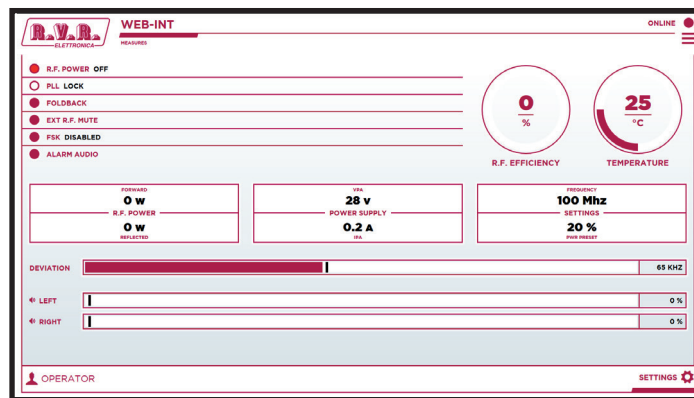 R.V.R.
ELETTRONICA
WEB-INT
MEASURES
ONLINE
R.F. POWER OFF
PLL LOCK
FOLDBACK
EXT R.F. MUTE
FSK DISABLED
ALARM AUDIO
0
%
R.F. EFFICIENCY
25
°C
TEMPERATURE
FORWARD
0 w
R.F. POWER
0 w
REFLECTED
VPA
28 v
POWER SUPPLY
0.2 A
IPA
FREQUENCY
100 Mhz
SETTINGS
20 %
PWR PRESET
DEVIATION 65 KHZ
LEFT 0 %
RIGHT 0 %
OPERATOR
SETTINGS